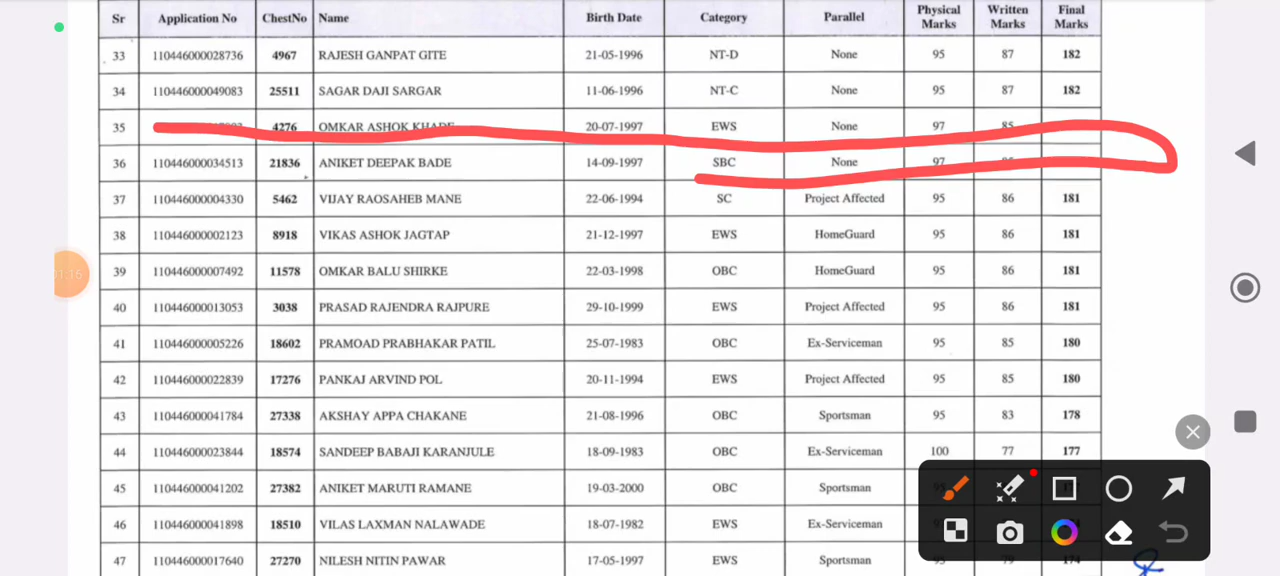 Sr Application No ChestNo Name Birth Date Category Parallel Physical Marks Written Marks Final Marks
33 110446000028736 4967 RAJESH GANPAT GITE 21-05-1996 NT-D None 95 87 182
34 110446000049083 25511 SAGAR DAJI SARGAR 11-06-1996 NT-C None 95 87 182
35 4276 OMKAR ASHOK KHADE 20-07-1997 EWS None 97 85
36 110446000034513 21836 ANIKET DEEPAK BADE 14-09-1997 SBC None 97
37 110446000004330 5462 VIJAY RAOSAHEB MANE 22-06-1994 SC Project Affected 95 86 181
38 110446000002123 8918 VIKAS ASHOK JAGTAP 21-12-1997 EWS HomeGuard 95 86 181
39 110446000007492 11578 OMKAR BALU SHIRKE 22-03-1998 OBC HomeGuard 95 86 181
40 110446000013053 3038 PRASAD RAJENDRA RAJPURE 29-10-1999 EWS Project Affected 95 86 181
41 110446000005226 18602 PRAMOAD PRABHAKAR PATIL 25-07-1983 OBC Ex-Serviceman 95 85 180
42 110446000022839 17276 PANKAJ ARVIND POL 20-11-1994 EWS Project Affected 95 85 180
43 110446000041784 27338 AKSHAY APPA CHAKANE 21-08-1996 OBC Sportsman 95 83 178
44 110446000023844 18574 SANDEEP BABAJI KARANJULE 18-09-1983 OBC Ex-Serviceman 100 77 177
45 110446000041202 27382 ANIKET MARUTI RAMANE 19-03-2000 OBC Sportsman
46 110446000041898 18510 VILAS LAXMAN NALAWADE 18-07-1982 EWS Ex-Serviceman
47 110446000017640 27270 NILESH NITIN PAWAR 17-05-1997 EWS Sportsman 95 79 174